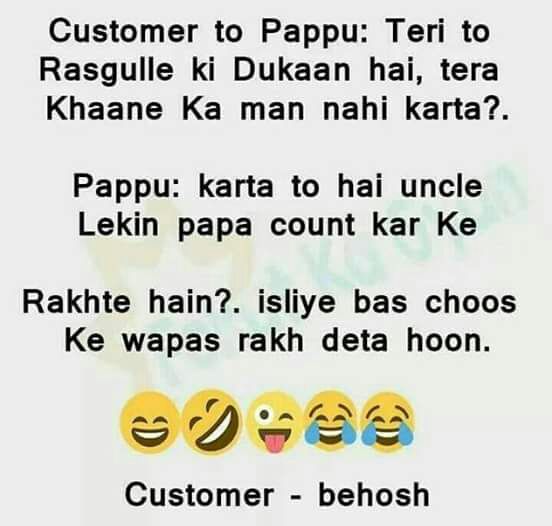 Customer to Pappu: Teri to
Rasgulle ki Dukaan hai, tera
Khaane Ka man nahi karta?.
Pappu: karta to hai uncle
Lekin papa count kar Ke
Rakhte hain?. isliye bas choos
Ke wapas rakh deta hoon.
Customer - behosh